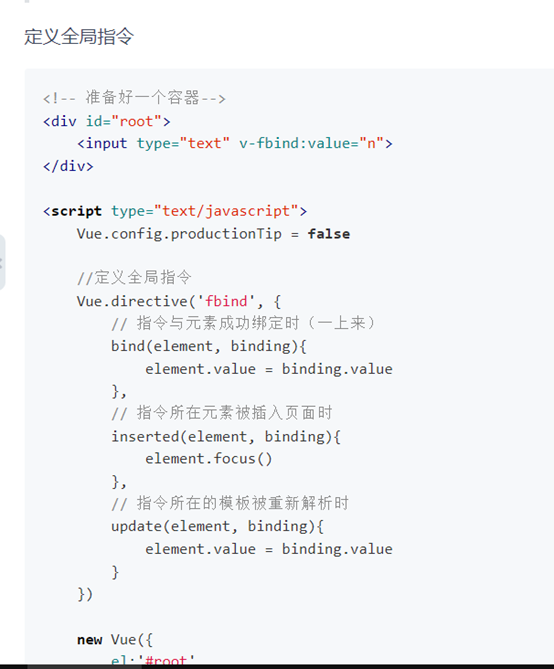 定义全局指令
<!-- 准备好一个容器-->
<div id="root">
    <input type="text" v-fbind:value="n">
</div>

<script type="text/javascript">
    Vue.config.productionTip = false

    //定义全局指令
    Vue.directive('fbind', {
        // 指令与元素成功绑定时（一上来）
        bind(element, binding){
            element.value = binding.value
        },
        // 指令所在元素被插入页面时
        inserted(element, binding){
            element.focus()
        },
        // 指令所在的模板被重新解析时
        update(element, binding){
            element.value = binding.value
        }
    })

    new Vue({
        el:'#root'